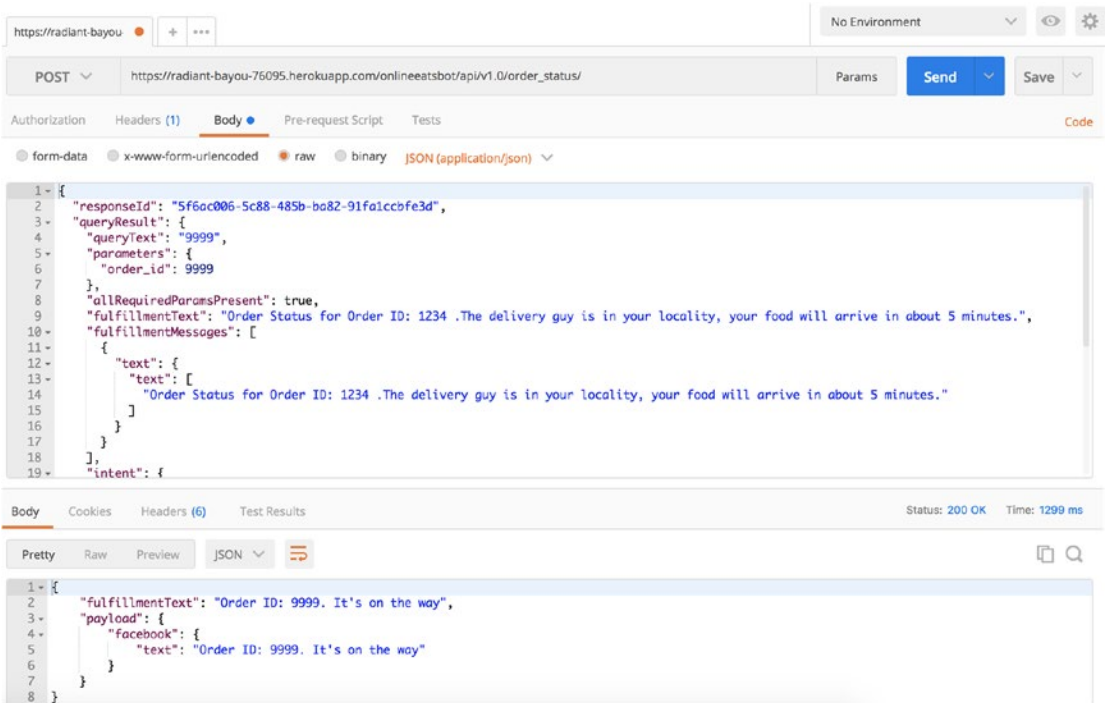 No Environment
https://radiant-bayou- + •••
POST https://radiant-bayou-76095.herokuapp.com/onlineeatsbot/api/v1.0/order_status/ Params Send Save
Authorization Headers (1) Body Pre-request Script Tests Code
form-data x-www-form-urlencoded raw binary JSON (application/json)
1 {
2 "responseId": "5f6ac006-5c88-485b-ba82-91fa1ccbfe3d",
3 "queryResult": {
4 "queryText": "9999",
5 "parameters": {
6 "order_id": 9999
7 },
8 "allRequiredParamsPresent": true,
9 "fulfillmentText": "Order Status for Order ID: 1234 .The delivery guy is in your locality, your food will arrive in about 5 minutes.",
10 "fulfillmentMessages": [
11 {
12 "text": {
13 "text": [
14 "Order Status for Order ID: 1234 .The delivery guy is in your locality, your food will arrive in about 5 minutes."
15 ]
16 }
17 }
18 ],
19 "intent": {
Body Cookies Headers (6) Test Results Status: 200 OK Time: 1299 ms
Pretty Raw Preview JSON
1 {
2 "fulfillmentText": "Order ID: 9999. It's on the way",
3 "payload": {
4 "facebook": {
5 "text": "Order ID: 9999. It's on the way"
6 }
7 }
8 }